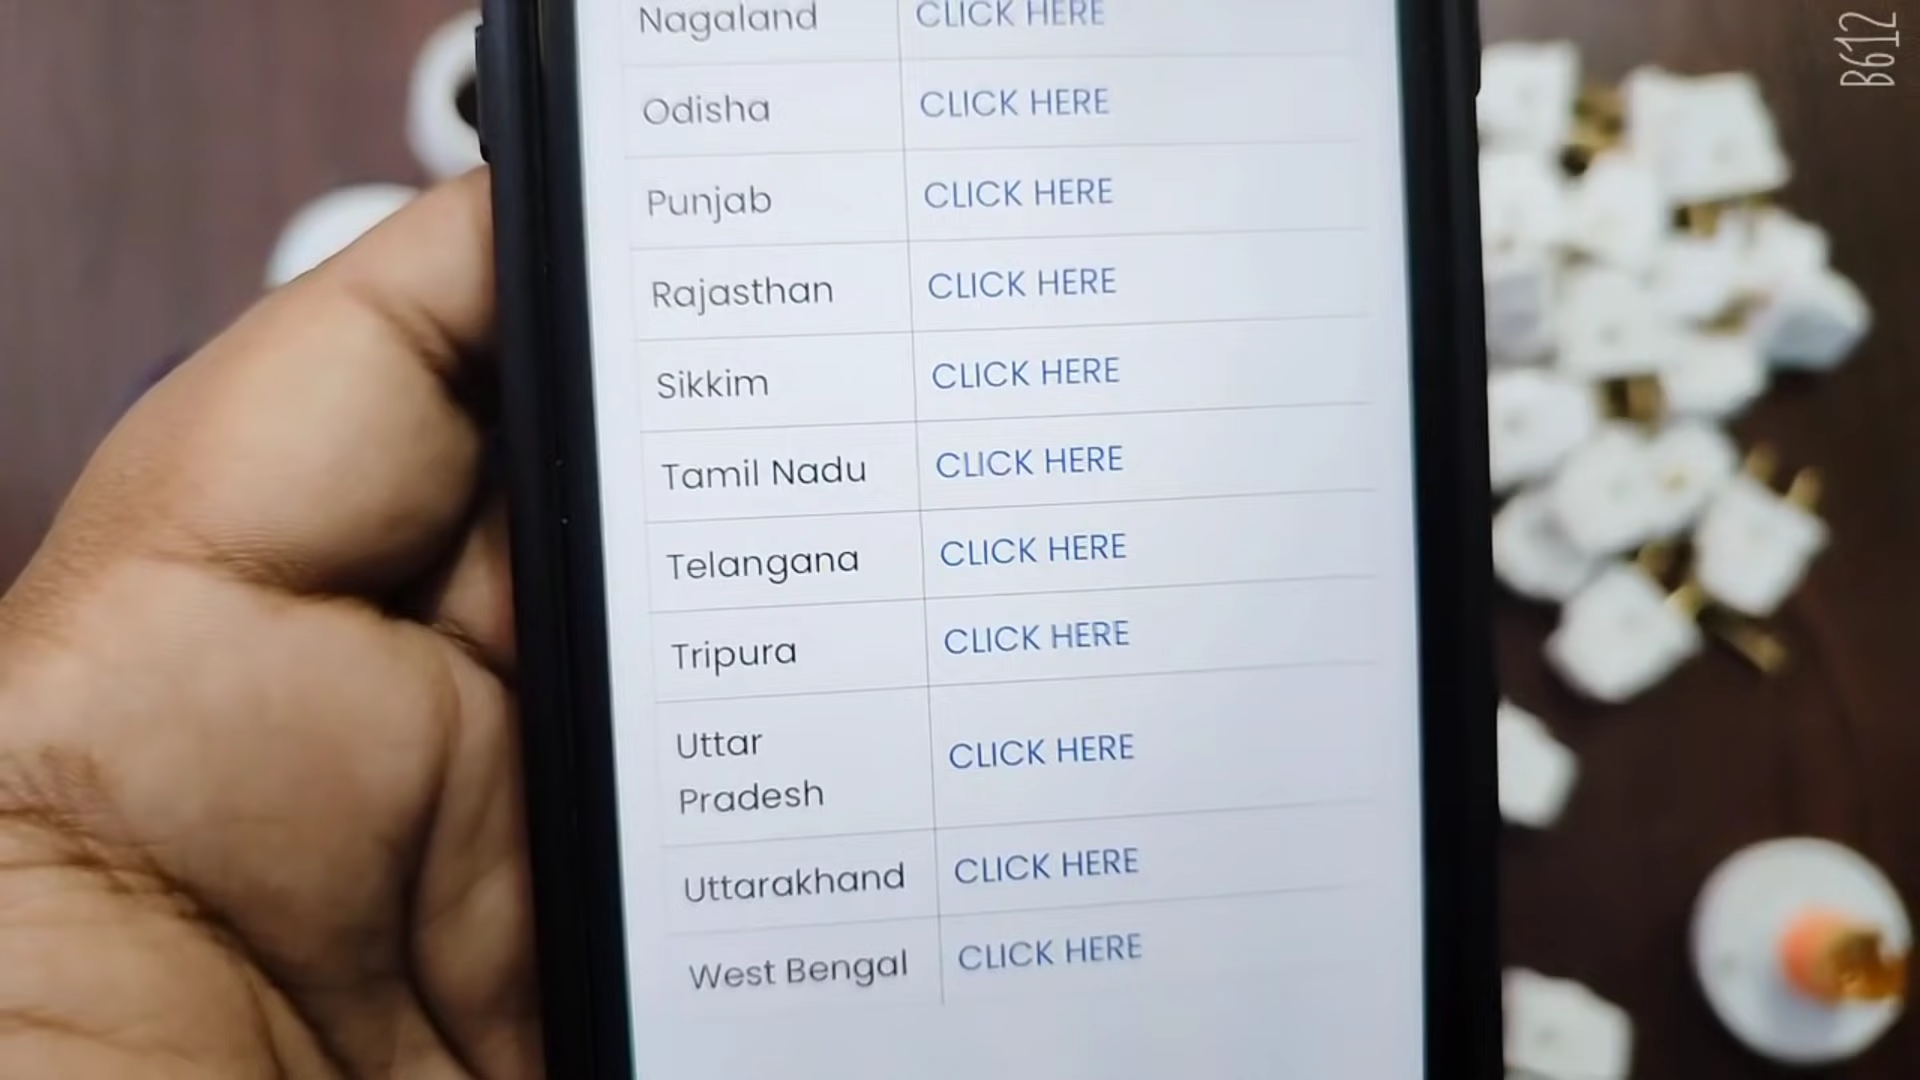 Nagaland CLICK HERE
Odisha CLICK HERE
Punjab CLICK HERE
Rajasthan CLICK HERE
Sikkim CLICK HERE
Tamil Nadu CLICK HERE
Telangana CLICK HERE
Tripura CLICK HERE
Uttar
Pradesh CLICK HERE
Uttarakhand CLICK HERE
West Bengal CLICK HERE
B612